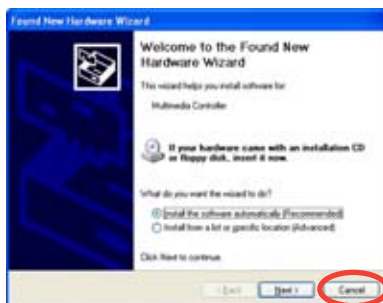 Found New Hardware Wizard
Welcome to the Found New
Hardware Wizard
This wizard helps you install software for:
Multimedia Controller
If your hardware came with an installation CD
or floppy disk, insert it now.
What do you want the wizard to do?
Install the software automatically (Recommended)
Install from a list or specific location (Advanced)
Click Next to continue.
< Back
Next >
Cancel